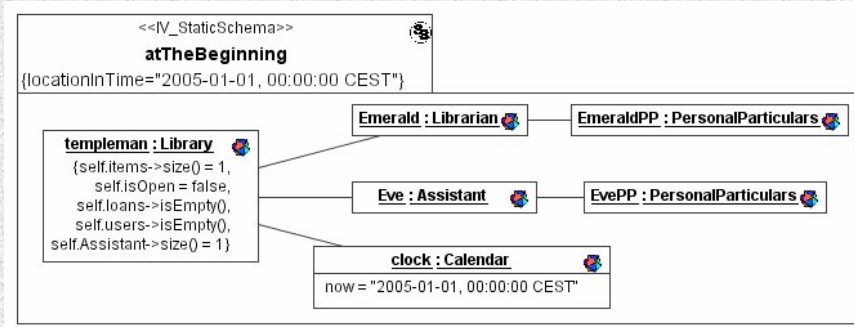 <<IV_StaticSchema>>
atTheBeginning
{locationInTime="2005-01-01, 00:00:00 CEST"}
Emerald : Librarian
EmeraldPP : PersonalParticulars
templeman : Library
{self.items->size() = 1,
self.isOpen = false,
self.loans->isEmpty(),
self.users->isEmpty(),
self.Assistant->size() = 1}
Eve : Assistant
EvePP : PersonalParticulars
clock : Calendar
now = "2005-01-01, 00:00:00 CEST"